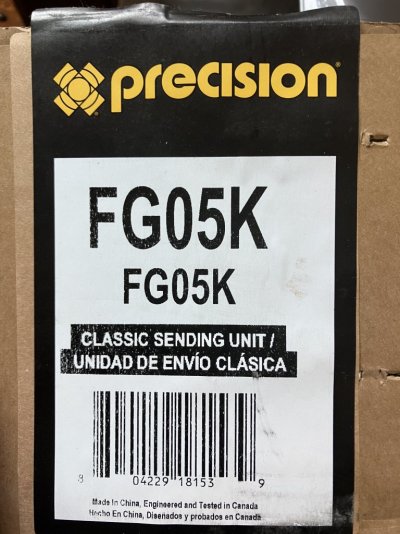 precision
FG05K
FG05K
CLASSIC SENDING UNIT /
UNIDAD DE ENVÍO CLÁSICA
8 04229 18153 9
Made In China, Engineered and Tested in Canada
Hecho En China, Diseñados y probados en Canada